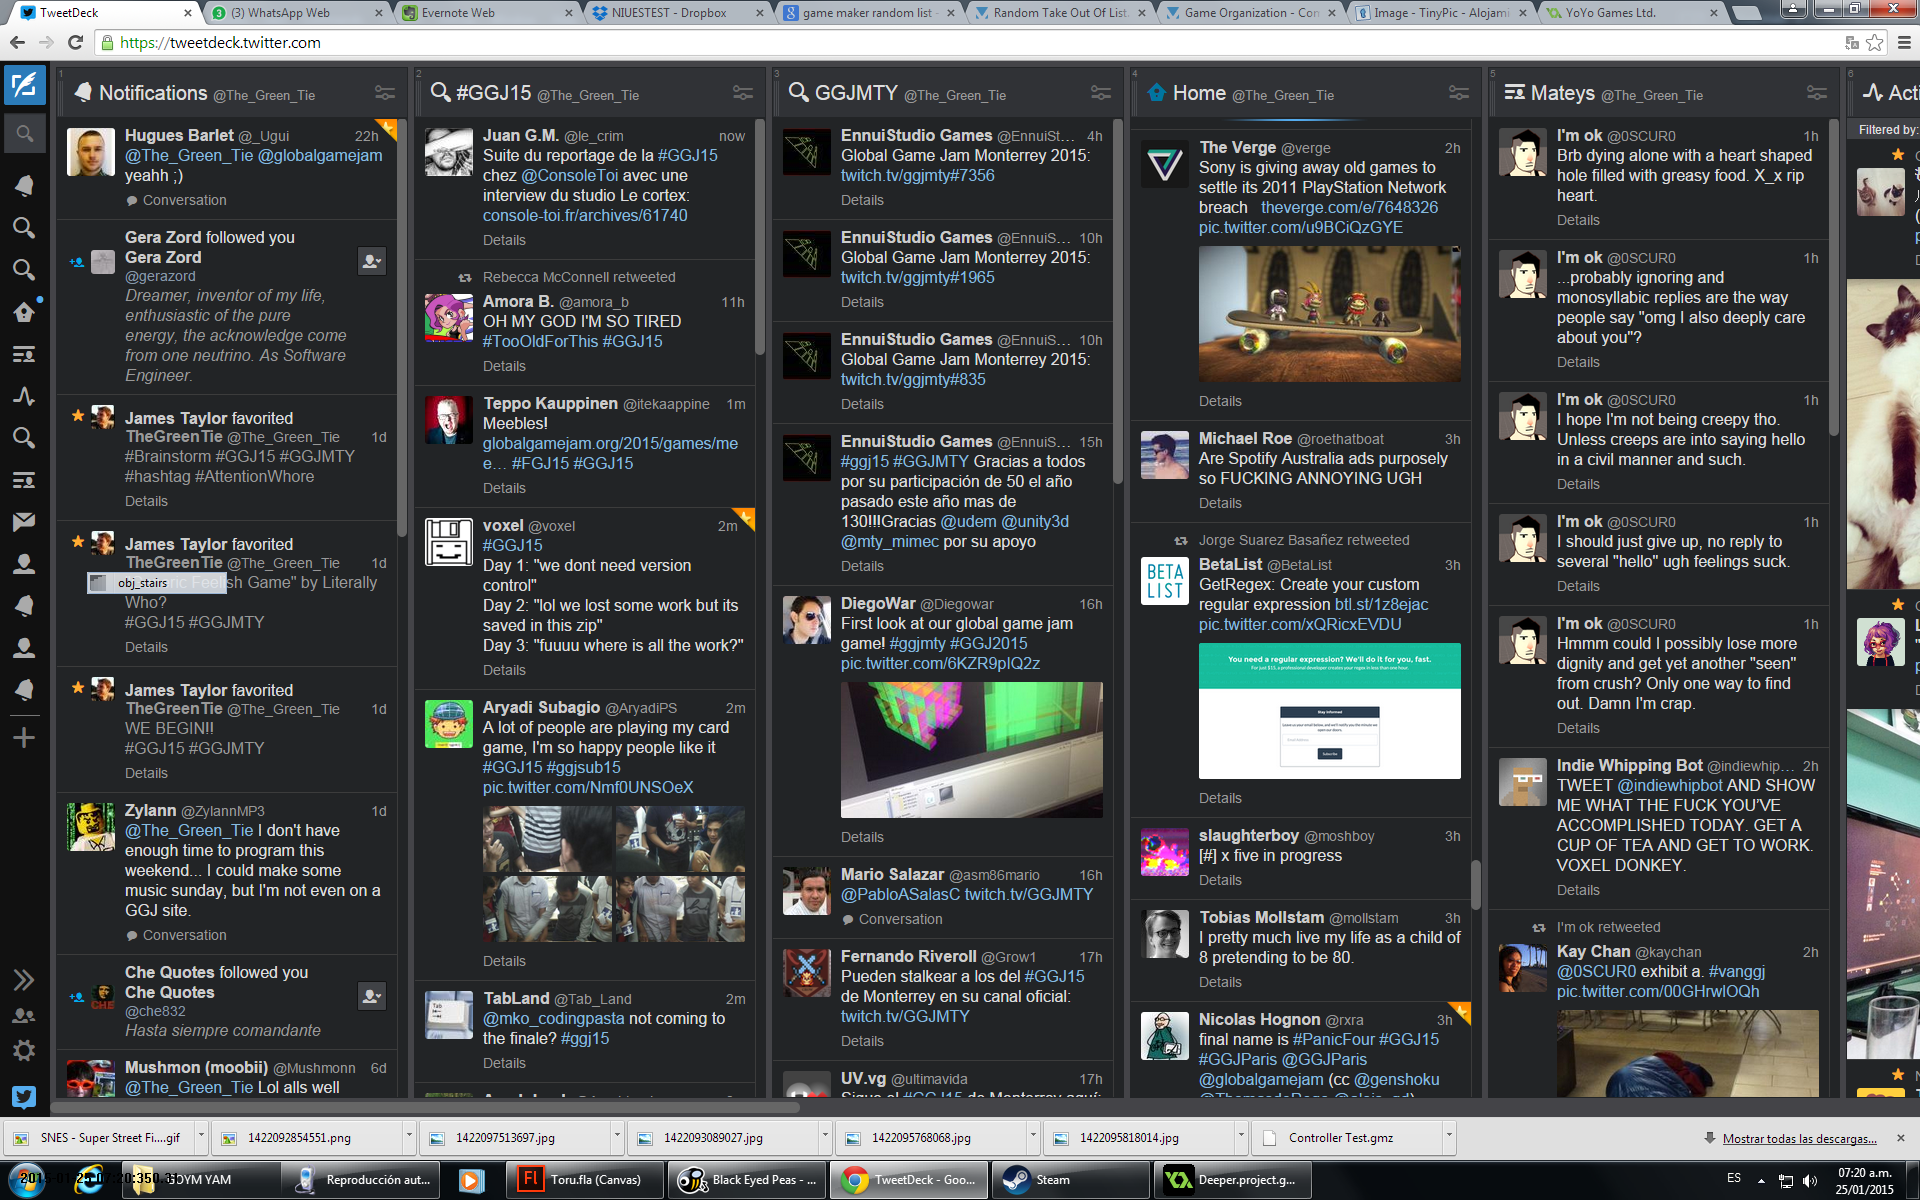 TweetDeck
(3) WhatsApp Web
Evernote Web
NIUESTEST - Dropbox
game maker random list -
Random Take Out Of List.
Game Organization - Con
Image - TinyPic - Alojami
YoYo Games Ltd.
https://tweetdeck.twitter.com
1
Notifications @The_Green_Tie
Hugues Barlet @_Ugui 22h
@The_Green_Tie @globalgamejam
yeahh ;)
Conversation
Gera Zord followed you
Gera Zord
@gerazord
Dreamer, inventor of my life,
enthusiastic of the pure
energy, the acknowledge come
from one neutrino. As Software
Engineer.
James Taylor favorited
TheGreenTie @The_Green_Tie 1d
#Brainstorm #GGJ15 #GGJMTY
#hashtag #AttentionWhore
Details
James Taylor favorited
TheGreenTie @The_Green_Tie 1d
obj_stairs
sh Game" by Literally
Who?
#GGJ15 #GGJMTY
Details
James Taylor favorited
TheGreenTie @The_Green_Tie 1d
WE BEGIN!!
#GGJ15 #GGJMTY
Details
Zylann @ZylannMP3 1d
@The_Green_Tie I don't have
enough time to program this
weekend... I could make some
music sunday, but I'm not even on a
GGJ site.
Conversation
Che Quotes followed you
Che Quotes
@che832
Hasta siempre comandante
Mushmon (moobii) @Mushmonn 6d
@The_Green_Tie Lol alls well
2
#GGJ15 @The_Green_Tie
Juan G.M. @le_crim now
Suite du reportage de la #GGJ15
chez @ConsoleToi avec une
interview du studio Le cortex:
console-toi.fr/archives/61740
Details
Rebecca McConnell retweeted
Amora B. @amora_b 11h
OH MY GOD I'M SO TIRED
#TooOldForThis #GGJ15
Details
Teppo Kauppinen @itekaappine 1m
Meebles!
globalgamejam.org/2015/games/me
e… #FGJ15 #GGJ15
Details
voxel @voxel 2m
#GGJ15
Day 1: "we dont need version
control"
Day 2: "lol we lost some work but its
saved in this zip"
Day 3: "fuuuu where is all the work?"
Details
Aryadi Subagio @AryadiPS 2m
A lot of people are playing my card
game, I'm so happy people like it
#GGJ15 #ggjsub15
pic.twitter.com/Nmf0UNSOeX
Details
TabLand @Tab_Land 2m
@mko_codingpasta not coming to
the finale? #ggj15
Details
3
GGJMTY @The_Green_Tie
EnnuiStudio Games @EnnuiSt... 4h
Global Game Jam Monterrey 2015:
twitch.tv/ggjmty#7356
Details
EnnuiStudio Games @EnnuiS... 10h
Global Game Jam Monterrey 2015:
twitch.tv/ggjmty#1965
Details
EnnuiStudio Games @EnnuiS... 10h
Global Game Jam Monterrey 2015:
twitch.tv/ggjmty#835
Details
EnnuiStudio Games @EnnuiS... 15h
#ggj15 #GGJMTY Gracias a todos
por su participación de 50 el año
pasado este año mas de
130!!!Gracias @udem @unity3d
@mty_mimec por su apoyo
Details
DiegoWar @Diegowar 16h
First look at our global game jam
game! #ggjmty #GGJ2015
pic.twitter.com/6KZR9pIQ2z
Details
Mario Salazar @asm86mario 16h
@PabloASalasC twitch.tv/GGJMTY
Conversation
Fernando Riveroll @Grow1 17h
Pueden stalkear a los del #GGJ15
de Monterrey en su canal oficial:
twitch.tv/GGJMTY
Details
UV.vg @ultimavida 17h
Sigue el #GGJ15 de Monterrey aquí:
4
Home @The_Green_Tie
The Verge @verge 2h
Sony is giving away old games to
settle its 2011 PlayStation Network
breach theverge.com/e/7648326
pic.twitter.com/u9BCiQzGYE
Details
Michael Roe @roethatboat 3h
Are Spotify Australia ads purposely
so FUCKING ANNOYING UGH
Details
Jorge Suarez Basañez retweeted
BETA
LIST
BetaList @BetaList 3h
GetRegex: Create your custom
regular expression btl.st/1z8ejac
pic.twitter.com/xQRicxEVDU
You need a regular expression? We'll do it for you, fast.
Stay Informed
Subscribe
Details
slaughterboy @moshboy 3h
[#] x five in progress
Details
Tobias Mollstam @mollstam 3h
I pretty much live my life as a child of
8 pretending to be 80.
Details
Nicolas Hognon @rxra 3h
final name is #PanicFour #GGJ15
#GGJParis @GGJParis
@globalgamejam (cc @genshoku
5
Mateys @The_Green_Tie
I'm ok @0SCUR0 1h
Brb dying alone with a heart shaped
hole filled with greasy food. X_x rip
heart.
Details
I'm ok @0SCUR0 1h
...probably ignoring and
monosyllabic replies are the way
people say "omg I also deeply care
about you"?
Details
I'm ok @0SCUR0 1h
I hope I'm not being creepy tho.
Unless creeps are into saying hello
in a civil manner and such.
Details
I'm ok @0SCUR0 1h
I should just give up, no reply to
several "hello" ugh feelings suck.
Details
I'm ok @0SCUR0 1h
Hmmm could I possibly lose more
dignity and get yet another "seen"
from crush? Only one way to find
out. Damn I'm crap.
Details
Indie Whipping Bot @indiewhip... 2h
TWEET @indiewhipbot AND SHOW
ME WHAT THE FUCK YOU'VE
ACCOMPLISHED TODAY. GET A
CUP OF TEA AND GET TO WORK.
VOXEL DONKEY.
Details
I'm ok retweeted
Kay Chan @kaychan 2h
@0SCUR0 exhibit a. #vanggj
pic.twitter.com/00GHrwlOQh
6
Acti
Filtered by:
SNES - Super Street Fi....gif
1422092854551.png
1422097513697.jpg
1422093089027.jpg
1422095768068.jpg
1422095818014.jpg
Controller Test.gmz
Mostrar todas las descargas...
YAM
Reproducción aut...
Toru.fla (Canvas)
Black Eyed Peas - ...
TweetDeck - Goo...
Steam
Deeper.project.g...
ES
07:20 a.m.
25/01/2015